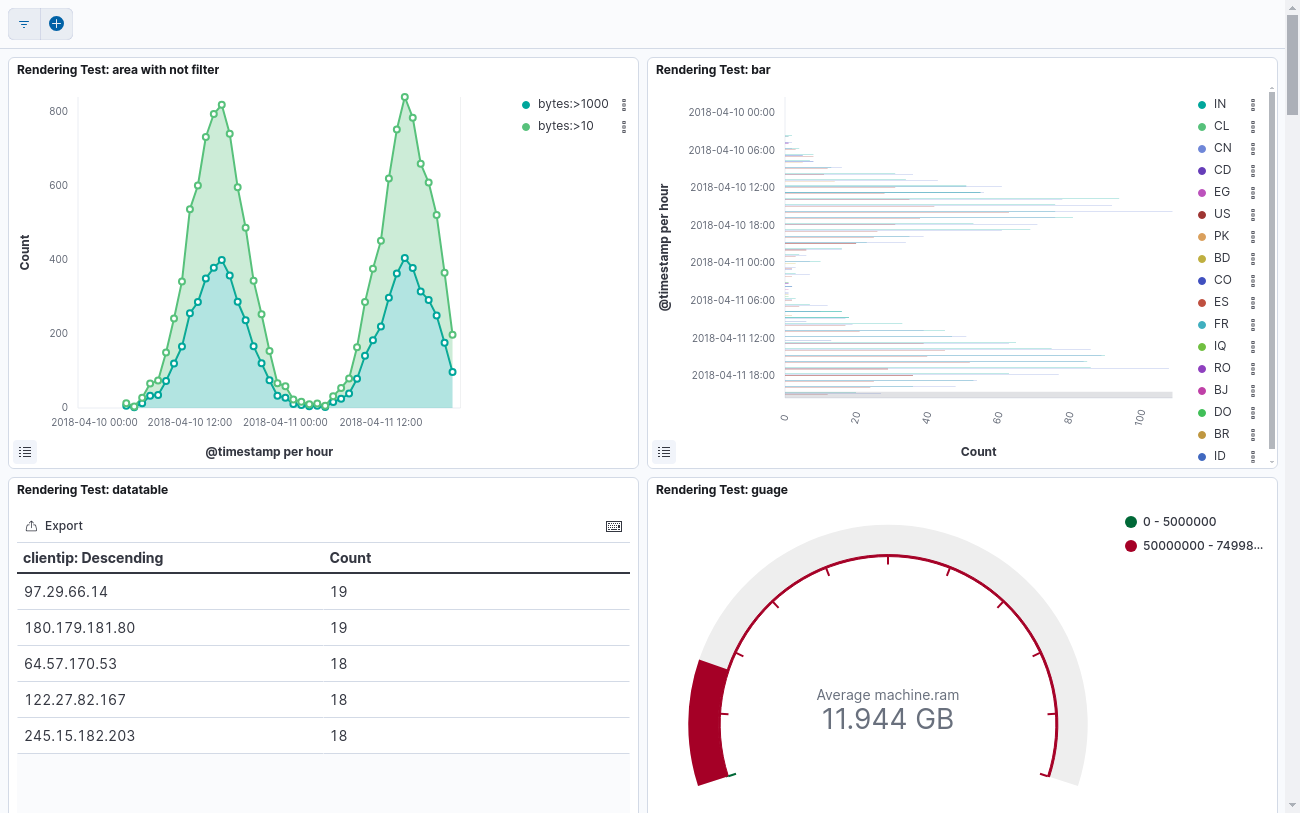 Rendering Test: area with not filter
800
600
400
200
0
Count
2018-04-10 00:00 2018-04-10 12:00 2018-04-11 00:00 2018-04-11 12:00
@timestamp per hour
bytes:>1000
bytes:>10
Rendering Test: bar
2018-04-10 00:00
2018-04-10 06:00
2018-04-10 12:00
2018-04-10 18:00
2018-04-11 00:00
2018-04-11 06:00
2018-04-11 12:00
2018-04-11 18:00
@timestamp per hour
0 20 40 60 80 100
Count
IN
CL
CN
CD
EG
US
PK
BD
CO
ES
FR
IQ
RO
BJ
DO
BR
ID
Rendering Test: datatable
Export
clientip: Descending Count
97.29.66.14 19
180.179.181.80 19
64.57.170.53 18
122.27.82.167 18
245.15.182.203 18
Rendering Test: guage
0 - 5000000
50000000 - 74998...
Average machine.ram
11.944 GB